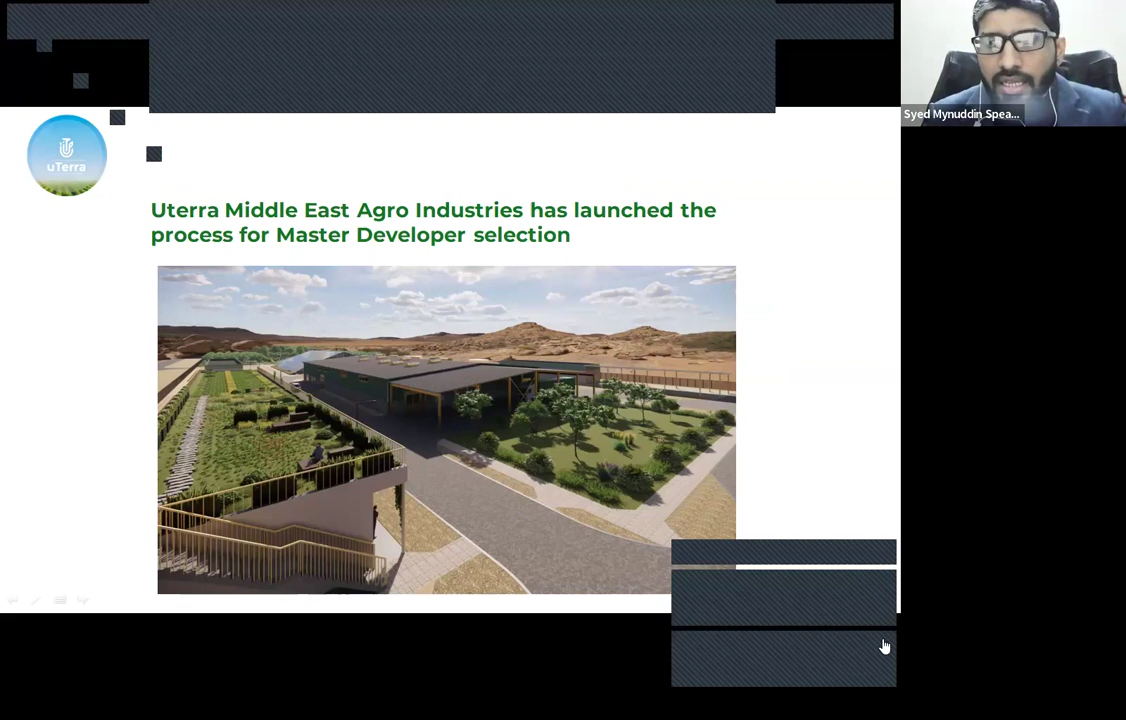 Syed Mynuddin Spea...
uTerra
Uterra Middle East Agro Industries has launched the
process for Master Developer selection